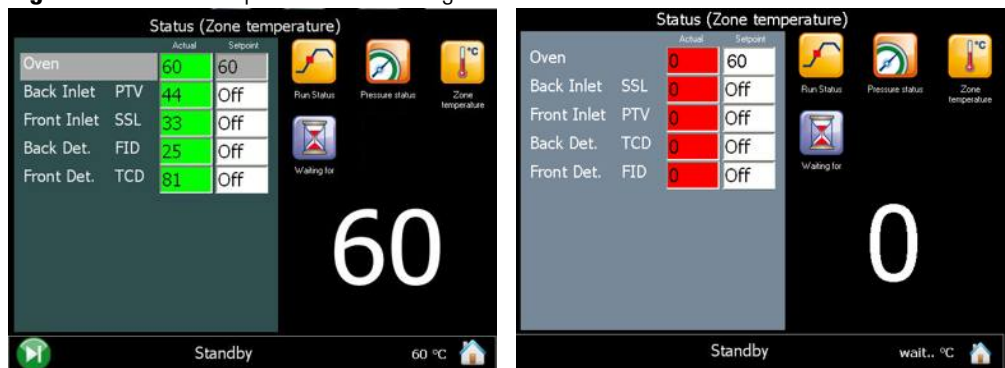 Status (Zone temperature)
Actual Setpoint
Oven 60 60
Back Inlet PTV 44 Off
Front Inlet SSL 33 Off
Back Det. FID 25 Off
Front Det. TCD 81 Off
Run Status
Pressure status
°C
Zone temperature
Waiting for
60
Standby
60 °C
Status (Zone temperature)
Actual Setpoint
Oven 0 60
Back Inlet SSL 0 Off
Front Inlet PTV 0 Off
Back Det. TCD 0 Off
Front Det. FID 0 Off
Run Status
Pressure status
°C
Zone temperature
Waiting for
0
Standby
wait.. °C